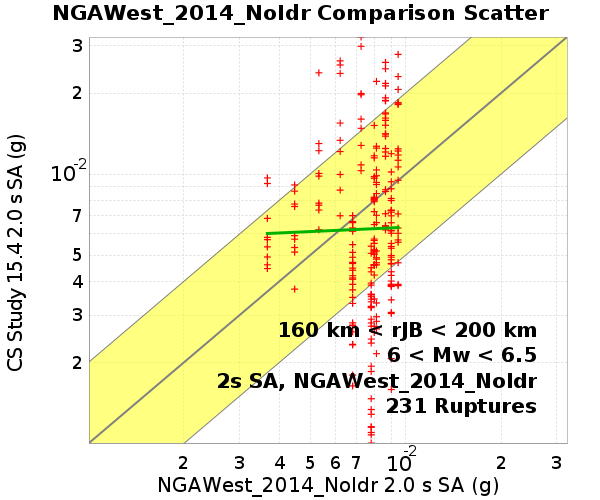 NGAWest_2014_NoIdr Comparison Scatter
CS Study 15.4 2.0 s SA (g)
3
2
10-2
7
5
4
3
2
160 km < rJB < 200 km
6 < Mw < 6.5
2s SA, NGAWest_2014_NoIdr
231 Ruptures
2 3 4 5 6 7 10-2 2 3
NGAWest_2014_NoIdr 2.0 s SA (g)